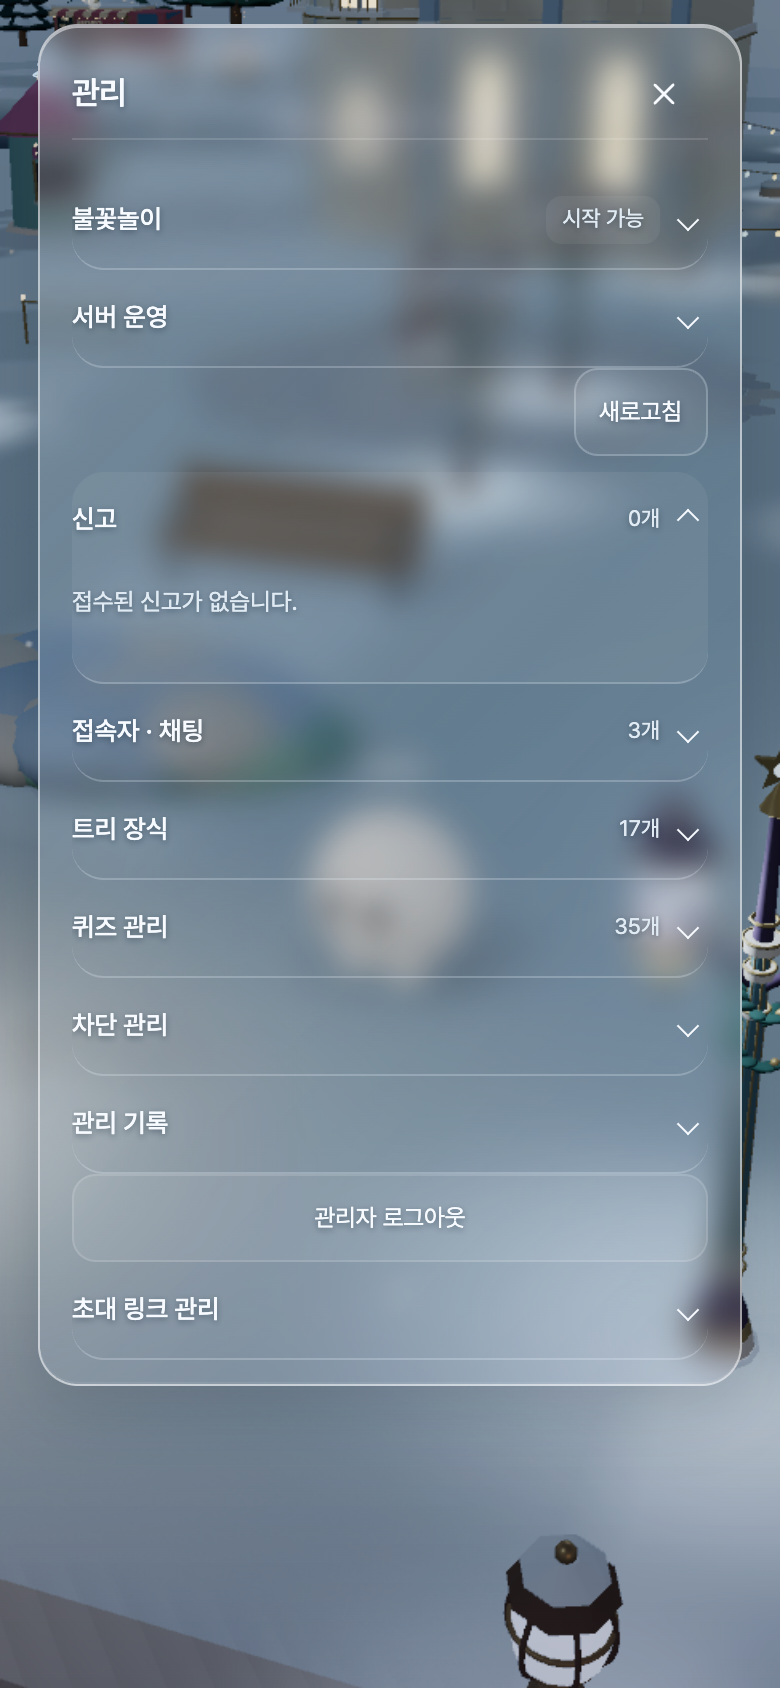 관리
불꽃놀이 시작 가능
서버 운영
새로고침
신고 0개
접수된 신고가 없습니다.
접속자 · 채팅 3개
트리 장식 17개
퀴즈 관리 35개
차단 관리
관리 기록
관리자 로그아웃
초대 링크 관리